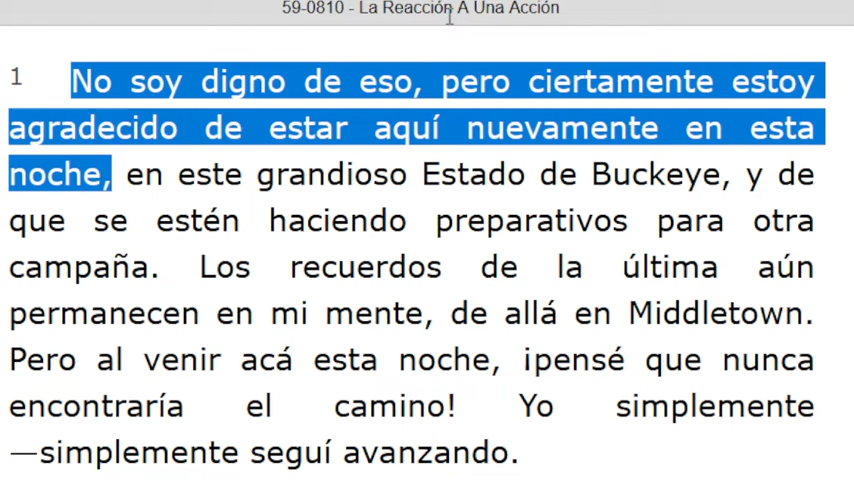 59-0810 - La Reacción A Una Acción
1 No soy digno de eso, pero ciertamente estoy
agradecido de estar aquí nuevamente en esta
noche, en este grandioso Estado de Buckeye, y de
que se estén haciendo preparativos para otra
campaña. Los recuerdos de la última aún
permanecen en mi mente, de allá en Middletown.
Pero al venir acá esta noche, ¡pensé que nunca
encontraría el camino! Yo simplemente
—simplemente seguí avanzando.